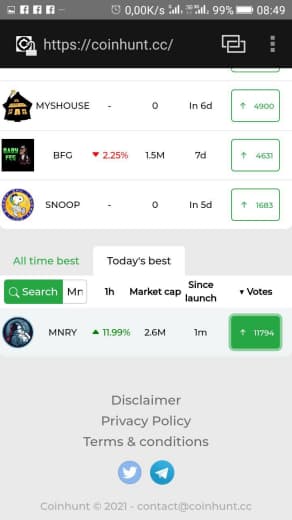 0,00K/s 99% 08:49
https://coinhunt.cc/
MYSHOUSE - 0 In 6d ↑ 4900
BABY FEG BFG ▼ 2.25% 1.5M 7d ↑ 4631
SNOOP - 0 In 5d ↑ 1683
All time best Today's best
Search Mn 1h Market cap Since launch ▼ Votes
MNRY ▲ 11.99% 2.6M 1m ↑ 11794
Disclaimer
Privacy Policy
Terms & conditions
Coinhunt © 2021 - contact@coinhunt.cc